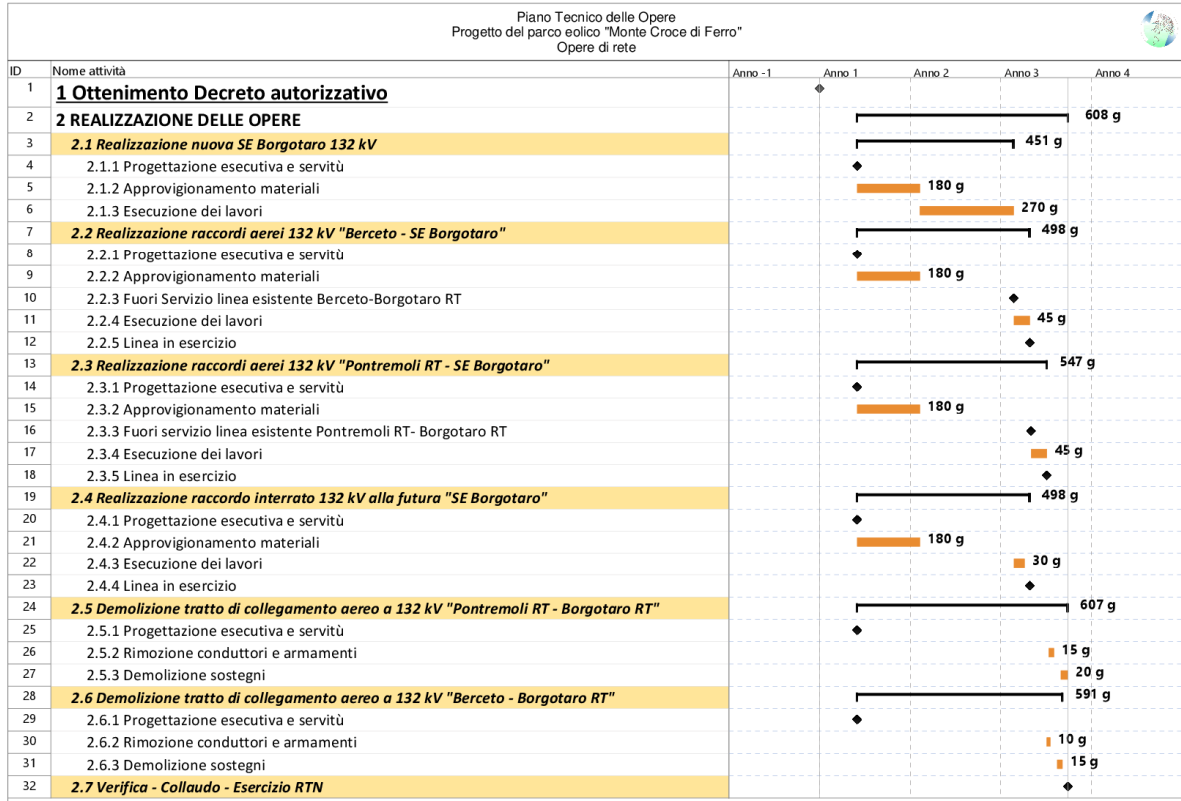 Piano Tecnico delle Opere
Progetto del parco eolico "Monte Croce di Ferro"
Opere di rete
ID Nome attività Anno -1 Anno 1 Anno 2 Anno 3 Anno 4
1 1 Ottenimento Decreto autorizzativo
2 2 REALIZZAZIONE DELLE OPERE 608 g
3 2.1 Realizzazione nuova SE Borgotaro 132 kV 451 g
4 2.1.1 Progettazione esecutiva e servitù
5 2.1.2 Approvigionamento materiali 180 g
6 2.1.3 Esecuzione dei lavori 270 g
7 2.2 Realizzazione raccordi aerei 132 kV "Berceto - SE Borgotaro" 498 g
8 2.2.1 Progettazione esecutiva e servitù
9 2.2.2 Approvigionamento materiali 180 g
10 2.2.3 Fuori Servizio linea esistente Berceto-Borgotaro RT
11 2.2.4 Esecuzione dei lavori 45 g
12 2.2.5 Linea in esercizio
13 2.3 Realizzazione raccordi aerei 132 kV "Pontremoli RT - SE Borgotaro" 547 g
14 2.3.1 Progettazione esecutiva e servitù
15 2.3.2 Approvigionamento materiali 180 g
16 2.3.3 Fuori servizio linea esistente Pontremoli RT- Borgotaro RT
17 2.3.4 Esecuzione dei lavori 45 g
18 2.3.5 Linea in esercizio
19 2.4 Realizzazione raccordo interrato 132 kV alla futura "SE Borgotaro" 498 g
20 2.4.1 Progettazione esecutiva e servitù
21 2.4.2 Approvigionamento materiali 180 g
22 2.4.3 Esecuzione dei lavori 30 g
23 2.4.4 Linea in esercizio
24 2.5 Demolizione tratto di collegamento aereo a 132 kV "Pontremoli RT - Borgotaro RT" 607 g
25 2.5.1 Progettazione esecutiva e servitù
26 2.5.2 Rimozione conduttori e armamenti 15 g
27 2.5.3 Demolizione sostegni 20 g
28 2.6 Demolizione tratto di collegamento aereo a 132 kV "Berceto - Borgotaro RT" 591 g
29 2.6.1 Progettazione esecutiva e servitù
30 2.6.2 Rimozione conduttori e armamenti 10 g
31 2.6.3 Demolizione sostegni 15 g
32 2.7 Verifica - Collaudo - Esercizio RTN